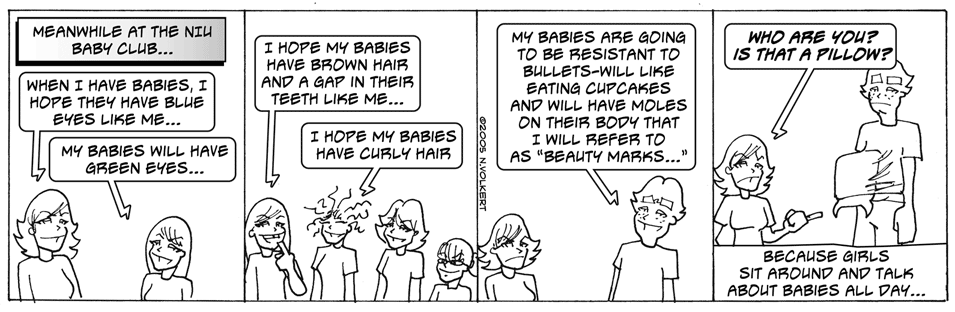 MEANWHILE AT THE NIU
BABY CLUB...
WHEN I HAVE BABIES, I
HOPE THEY HAVE BLUE
EYES LIKE ME...
MY BABIES WILL HAVE
GREEN EYES...
I HOPE MY BABIES
HAVE BROWN HAIR
AND A GAP IN THEIR
TEETH LIKE ME...
I HOPE MY BABIES
HAVE CURLY HAIR
©2005 N.VOLKERT
MY BABIES ARE GOING
TO BE RESISTANT TO
BULLETS-WILL LIKE
EATING CUPCAKES
AND WILL HAVE MOLES
ON THEIR BODY THAT
I WILL REFER TO
AS "BEAUTY MARKS..."
WHO ARE YOU?
IS THAT A PILLOW?
BECAUSE GIRLS
SIT AROUND AND TALK
ABOUT BABIES ALL DAY...